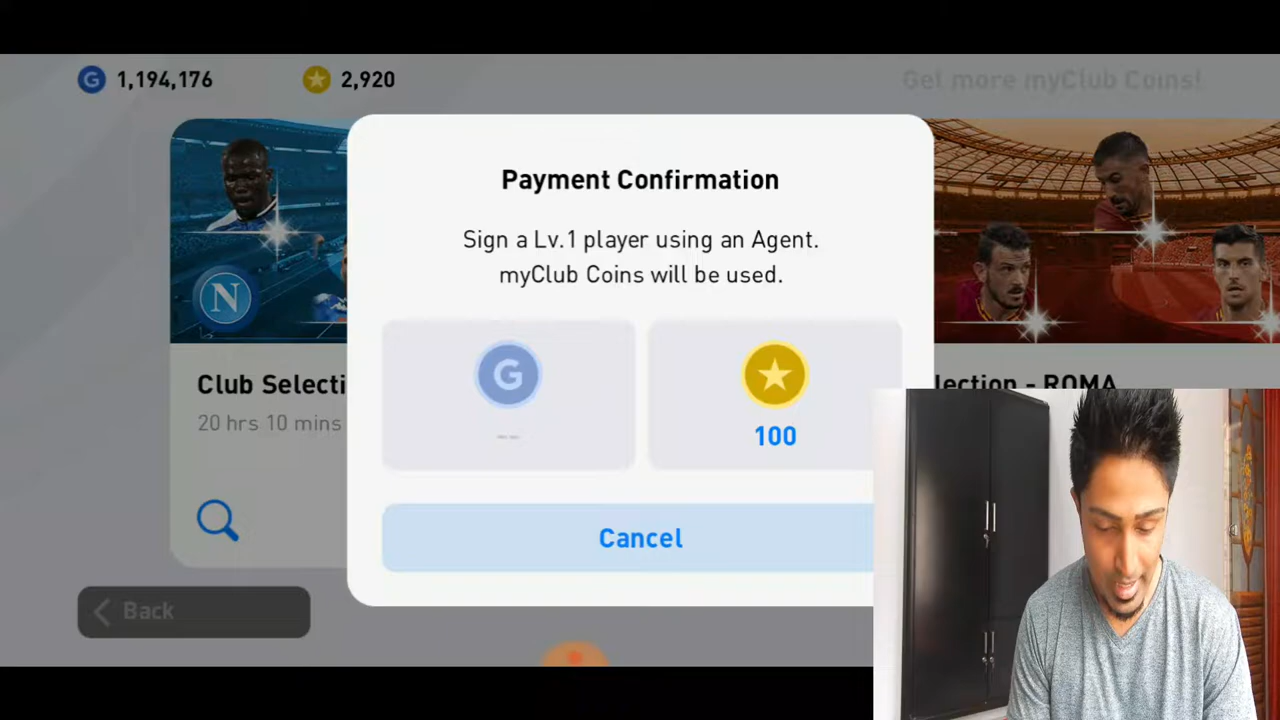 G 1,194,176
2,920
Get more myClub Coins!
Payment Confirmation
Sign a Lv.1 player using an Agent.
myClub Coins will be used.
N
G
100
Club Selecti
lection - ROMA
20 hrs 10 mins
Cancel
Back